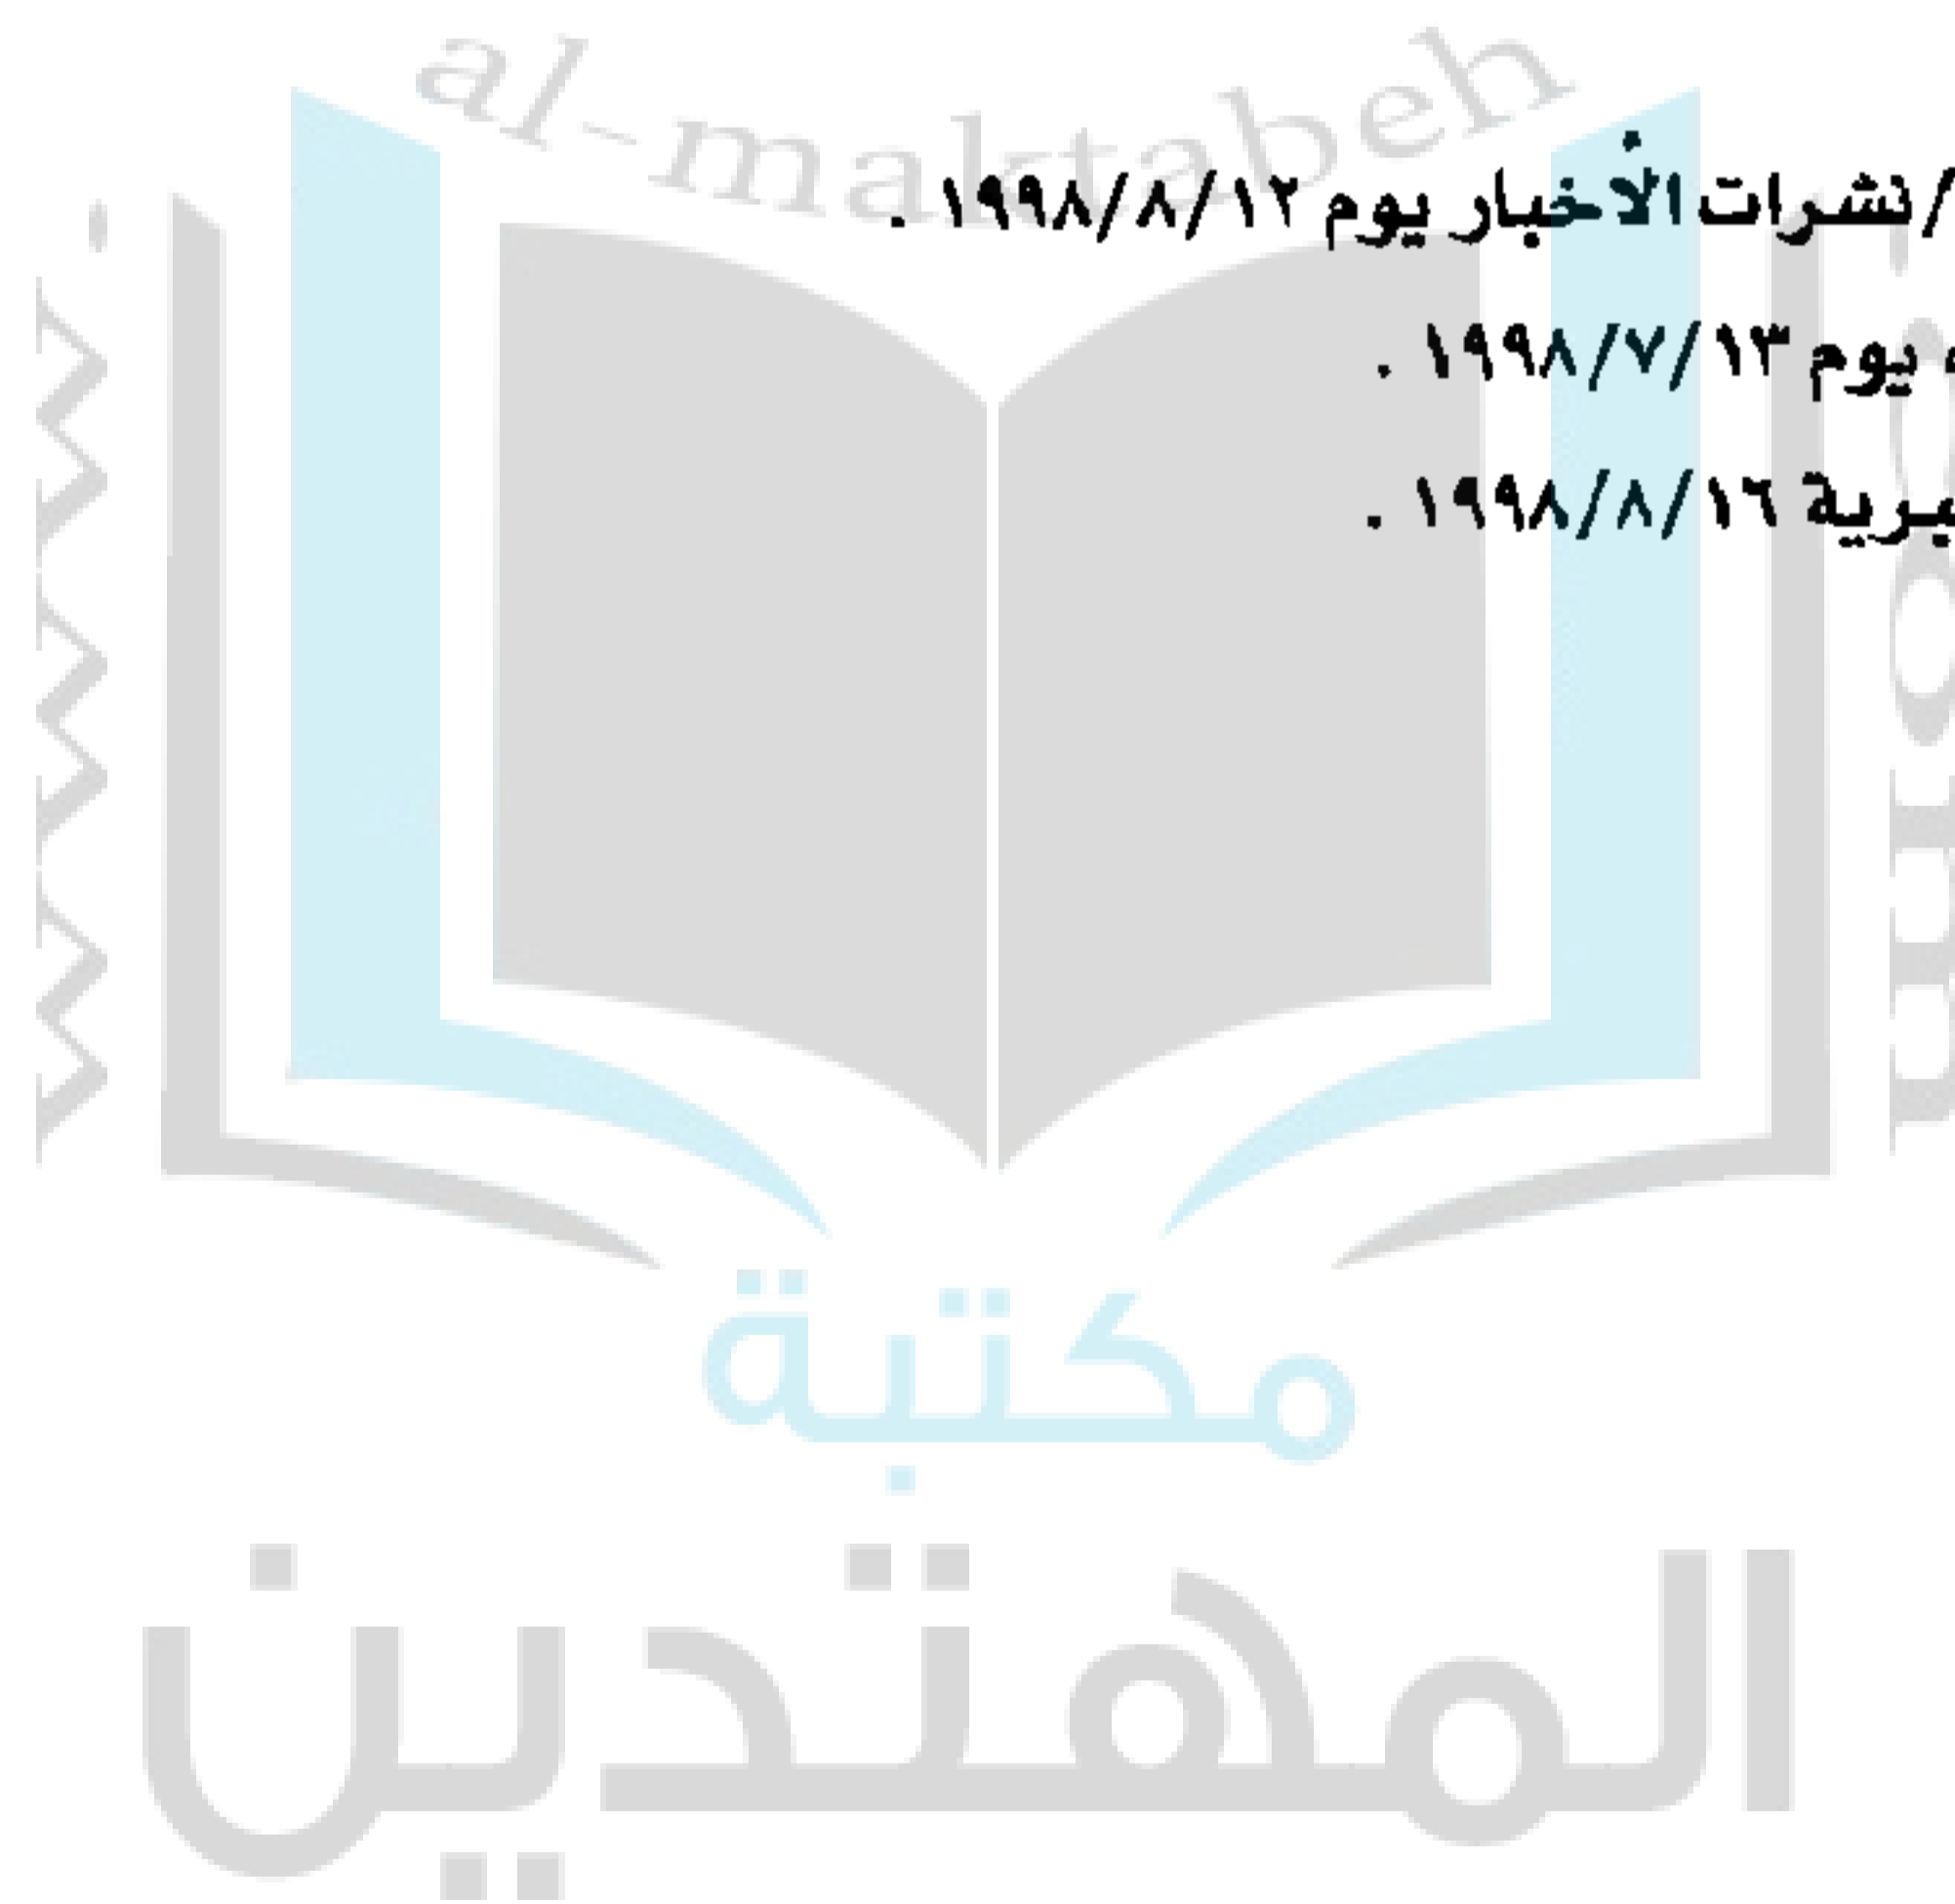 al-maktabeh
/نشرات الأخبار يوم ١٢/٨/١٩٩٨ .
يوم ١٣/٧/١٩٩٨ .
١٦/٨/١٩٩٨ .
مكتبة
المهتدين